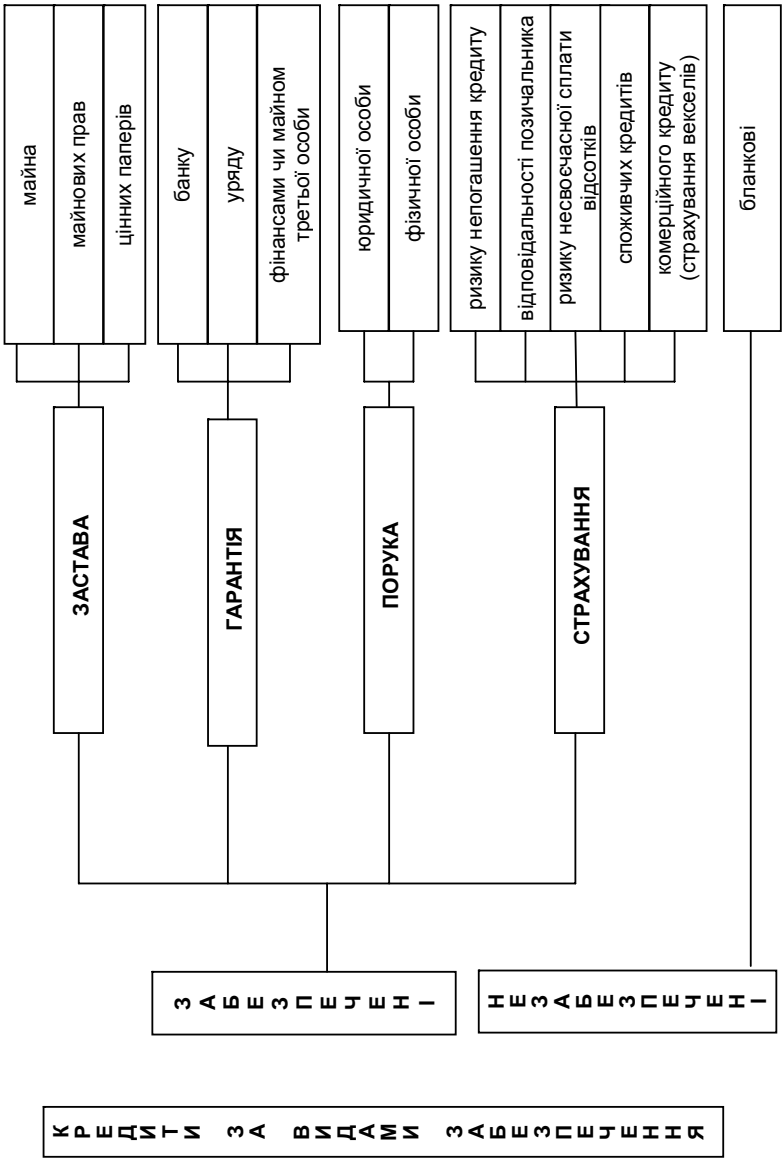 КРЕДИТИ ЗА ВИДАМИ ЗАБЕЗПЕЧЕННЯ
ЗАБЕЗПЕЧЕНІ
ЗАСТАВА
майна
майнових прав
цінних паперів
ГАРАНТІЯ
банку
уряду
фінансами чи майном
третьої особи
ПОРУКА
юридичної особи
фізичної особи
СТРАХУВАННЯ
ризику непогашення кредиту
відповідальності позичальника
ризику несвоєчасної сплати
відсотків
споживчих кредитів
комерційного кредиту
(страхування векселів)
НЕЗАБЕЗПЕЧЕНІ
бланкові